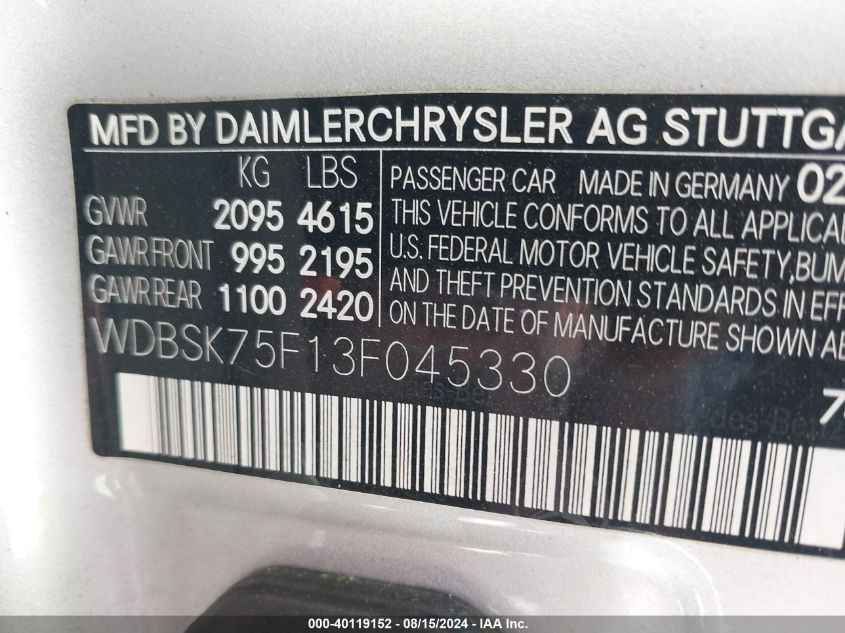 MFD BY DAIMLERCHRYSLER AG STUTTGA
KG LBS
GVWR 2095 4615
GAWR FRONT 995 2195
GAWR REAR 1100 2420
PASSENGER CAR MADE IN GERMANY 02
THIS VEHICLE CONFORMS TO ALL APPLICA
U.S. FEDERAL MOTOR VEHICLE SAFETY, BUM
AND THEFT PREVENTION STANDARDS IN EFF
ON THE DATE OF MANUFACTURE SHOWN AB
WDBSK75F13F045330
000-40119152 - 08/15/2024 - IAA Inc.